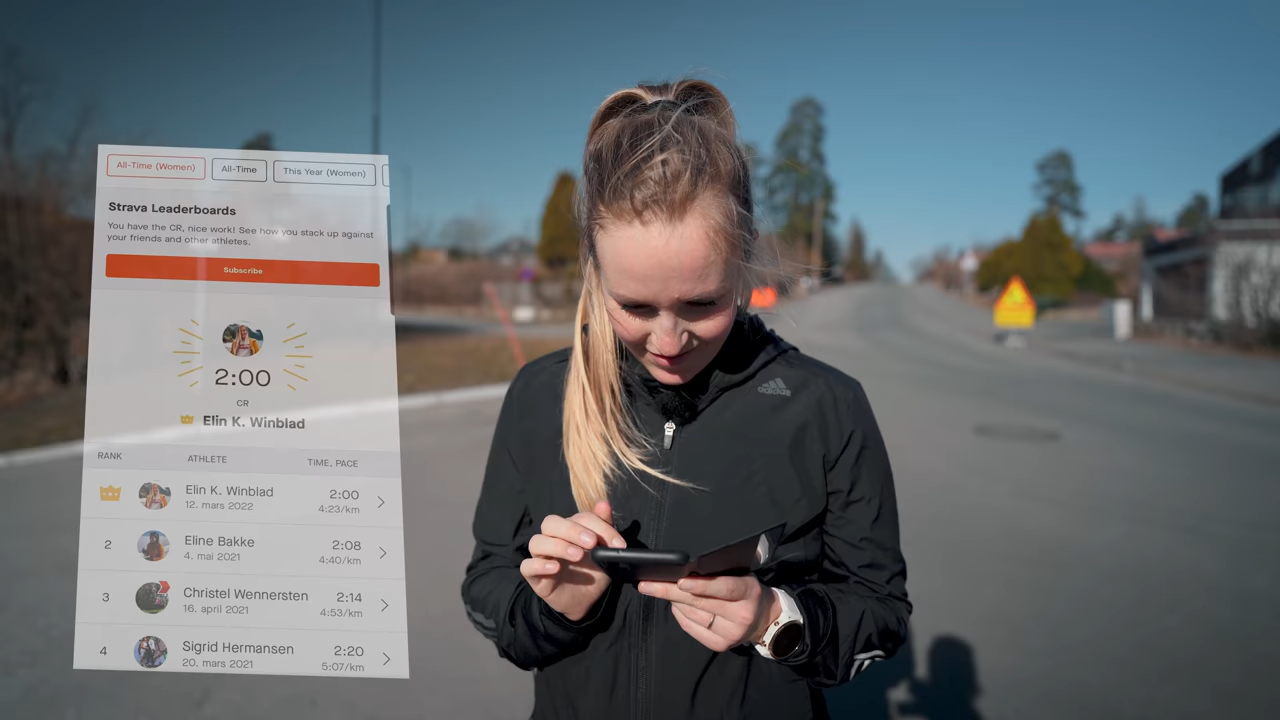 All-Time (Women)
All-Time
This Year (Women)
Strava Leaderboards
You have the CR, nice work! See how you stack up against
your friends and other athletes.
Subscribe
2:00
CR
Elin K. Winblad
RANK ATHLETE TIME, PACE
Elin K. Winblad 2:00
12. mars 2022 4:23/km
2 Eline Bakke 2:08
4. mai 2021 4:40/km
3 Christel Wennersten 2:14
16. april 2021 4:53/km
4 Sigrid Hermansen 2:20
20. mars 2021 5:07/km
adidas